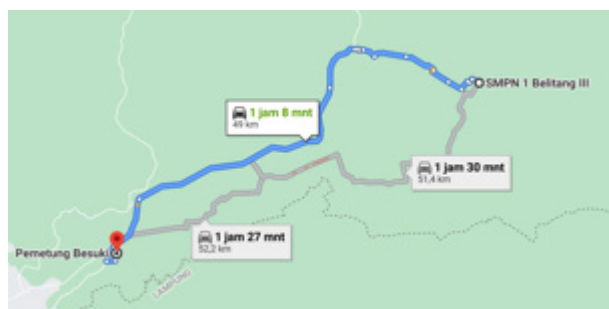 SMPN 1 Belitang III
1 jam 8 mnt
49 km
1 jam 30 mnt
51,4 km
1 jam 27 mnt
52,2 km
Pemetung Besuki
LAMPUNG